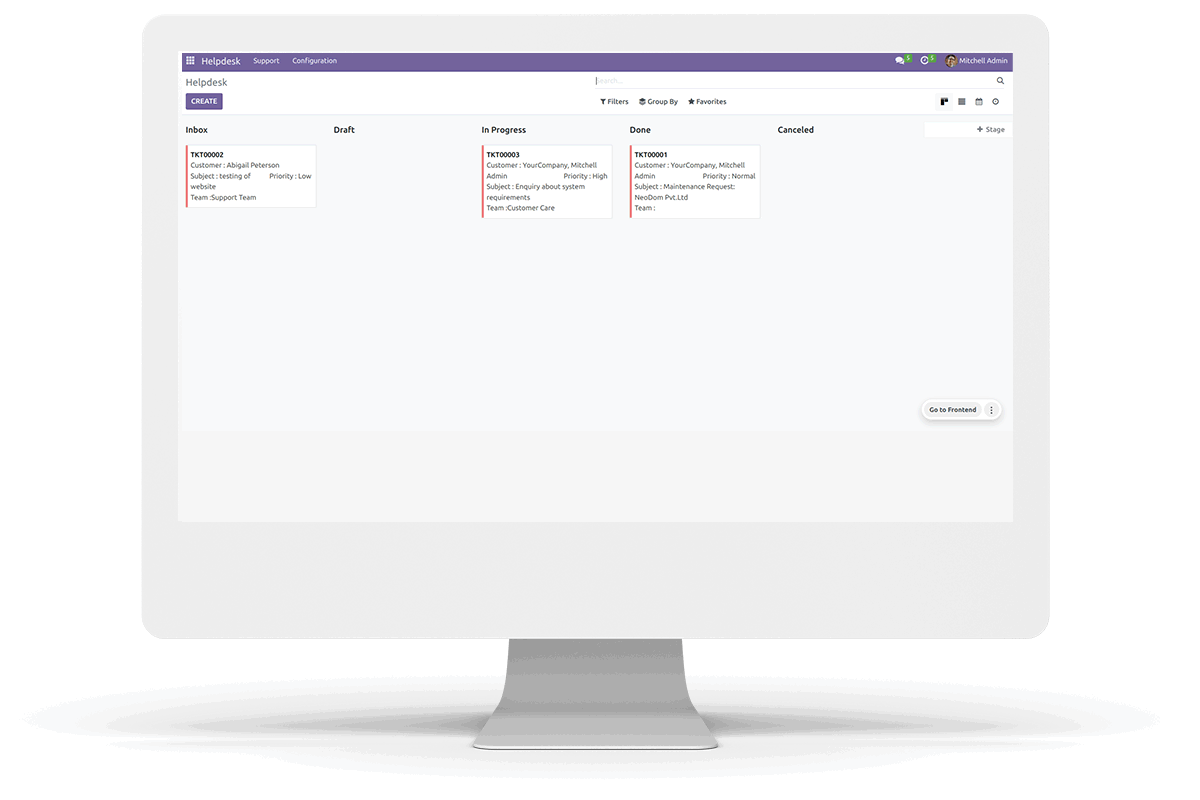 Helpdesk Support Configuration 5 5 Mitchell Admin
Helpdesk
Search...
CREATE
Filters Group By Favorites
Inbox Draft In Progress Done Canceled + Stage
TKT00002
Customer : Abigail Peterson
Subject : testing of website Priority : Low
Team :Support Team
TKT00003
Customer : YourCompany, Mitchell
Admin Priority : High
Subject : Enquiry about system
requirements
Team :Customer Care
TKT00001
Customer : YourCompany, Mitchell
Admin Priority : Normal
Subject : Maintenance Request:
NeoDom Pvt.Ltd
Team :
Go to Frontend